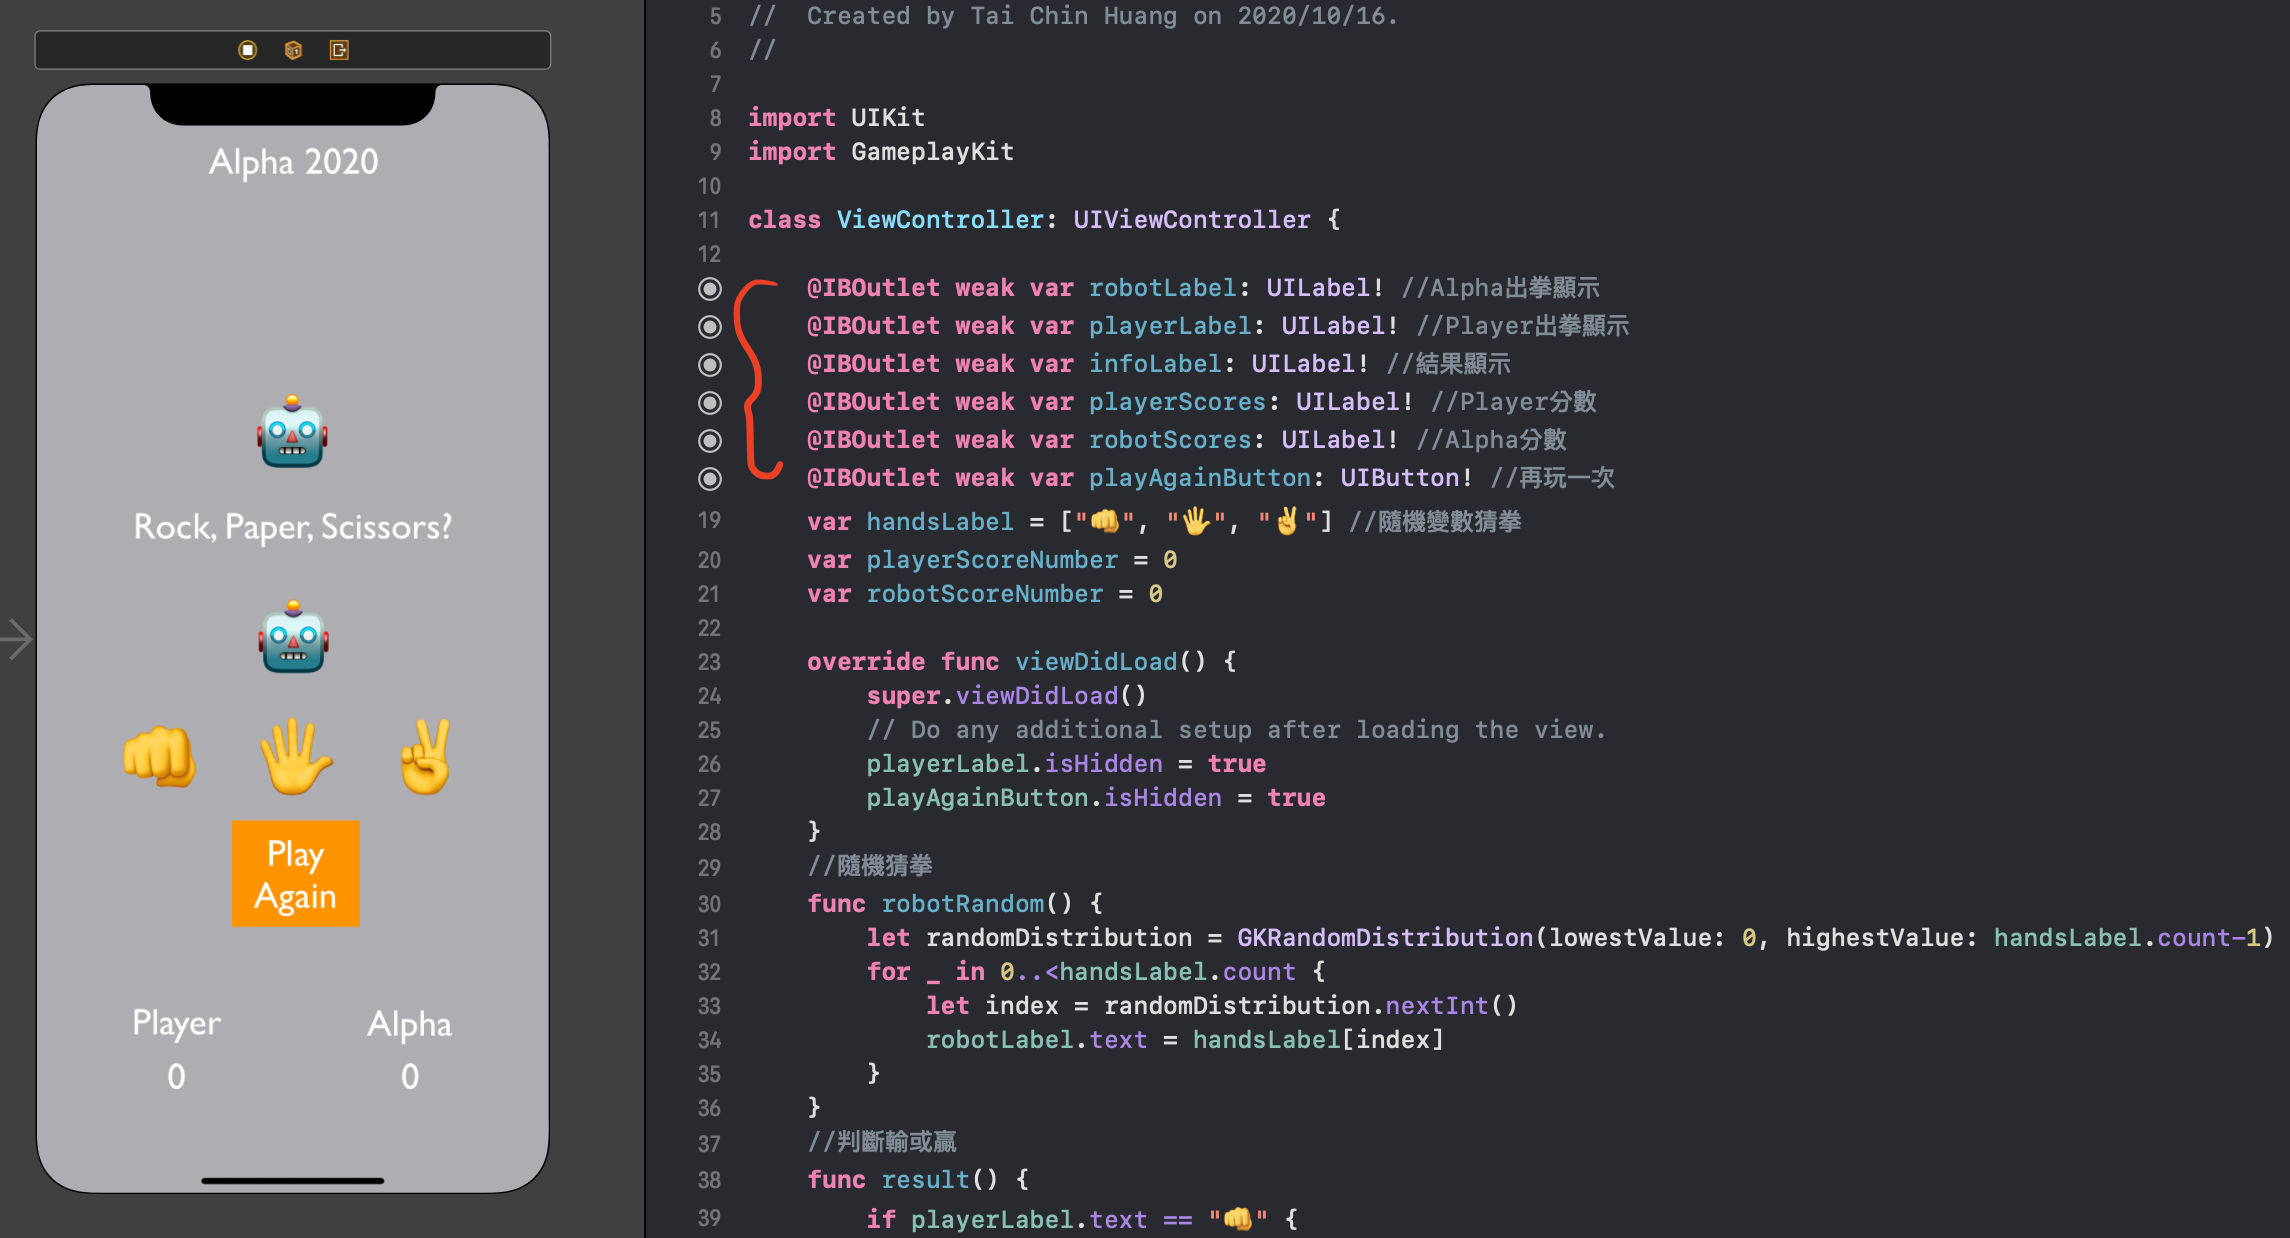 Alpha 2020
🤖
Rock, Paper, Scissors?
🤖
👊 🖐 ✌️
Play
Again
Player Alpha
0 0
5 //  Created by Tai Chin Huang on 2020/10/16.
6 //
7
8 import UIKit
9 import GameplayKit
10
11 class ViewController: UIViewController {
12
@IBOutlet weak var robotLabel: UILabel! //Alpha出拳顯示
@IBOutlet weak var playerLabel: UILabel! //Player出拳顯示
@IBOutlet weak var infoLabel: UILabel! //結果顯示
@IBOutlet weak var playerScores: UILabel! //Player分數
@IBOutlet weak var robotScores: UILabel! //Alpha分數
@IBOutlet weak var playAgainButton: UIButton! //再玩一次
19 var handsLabel = ["👊", "🖐", "✌️"] //隨機變數猜拳
20 var playerScoreNumber = 0
21 var robotScoreNumber = 0
22
23 override func viewDidLoad() {
24 super.viewDidLoad()
25 // Do any additional setup after loading the view.
26 playerLabel.isHidden = true
27 playAgainButton.isHidden = true
28 }
29 //隨機猜拳
30 func robotRandom() {
31 let randomDistribution = GKRandomDistribution(lowestValue: 0, highestValue: handsLabel.count-1)
32 for _ in 0..<handsLabel.count {
33 let index = randomDistribution.nextInt()
34 robotLabel.text = handsLabel[index]
35 }
36 }
37 //判斷輸或贏
38 func result() {
39 if playerLabel.text == "👊" {